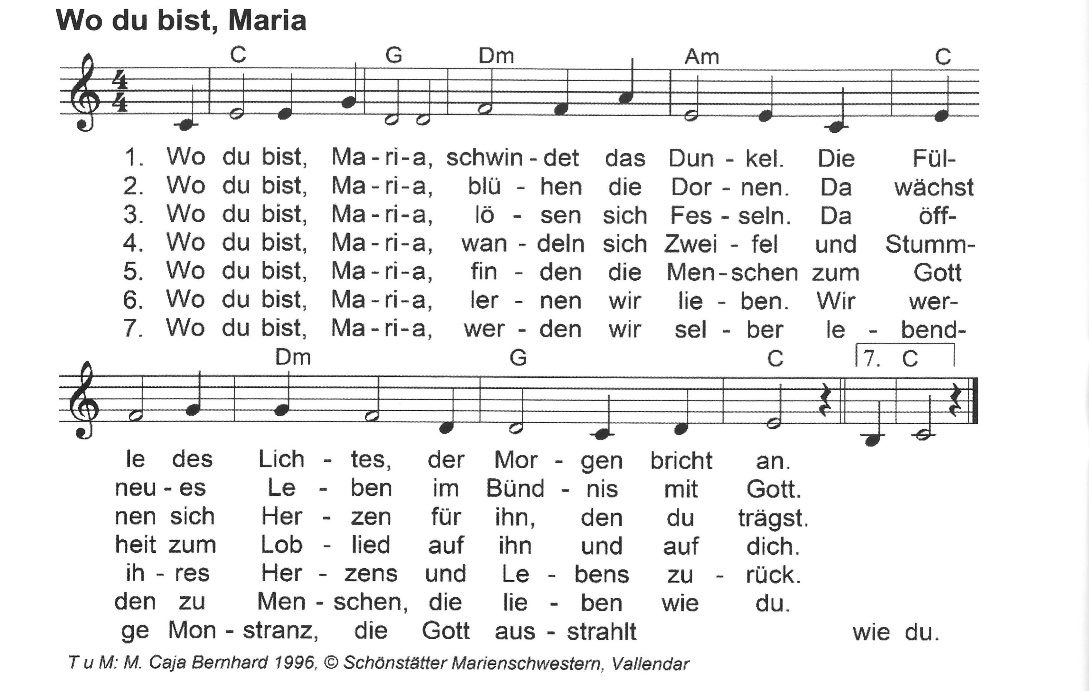 Wo du bist, Maria
C G Dm Am C
4
4
1. Wo du bist, Ma - ri - a, schwin - det das Dun - kel. Die Fül-
2. Wo du bist, Ma - ri - a, blü - hen die Dor - nen. Da wächst
3. Wo du bist, Ma - ri - a, lö - sen sich Fes - seln. Da öff-
4. Wo du bist, Ma - ri - a, wan - deln sich Zwei - fel und Stumm-
5. Wo du bist, Ma - ri - a, fin - den die Men - schen zum Gott
6. Wo du bist, Ma - ri - a, ler - nen wir lie - ben. Wir wer-
7. Wo du bist, Ma - ri - a, wer - den wir sel - ber le - bend-
Dm G C 7. C
le des Lich - tes, der Mor - gen bricht an.
neu - es Le - ben im Bünd - nis mit Gott.
nen sich Her - zen für ihn, den du trägst.
heit zum Lob - lied auf ihn und auf dich.
ih - res Her - zens und Le - bens zu - rück.
den zu Men - schen, die lie - ben wie du.
ge Mon - stranz, die Gott aus - strahlt wie du.
T u M: M. Caja Bernhard 1996, © Schönstätter Marienschwestern, Vallendar